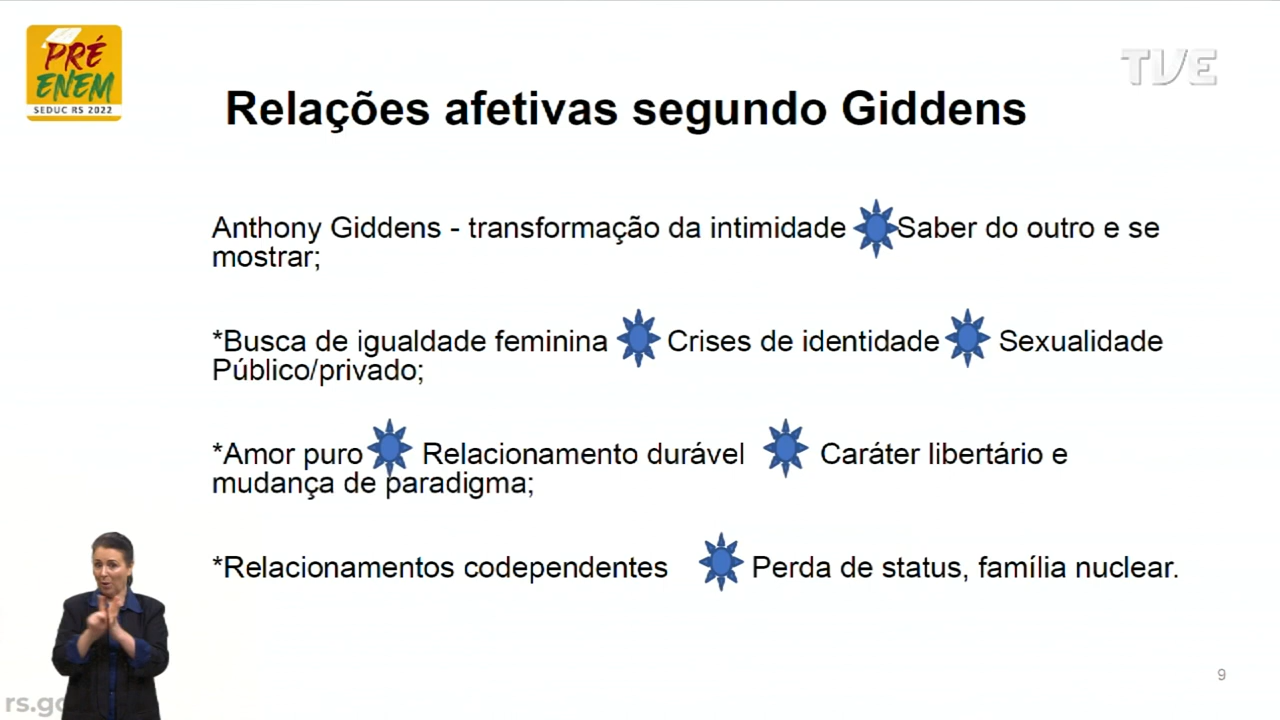 PRÉ
ENEM
SEDUC RS 2022
TVE
Relações afetivas segundo Giddens
Anthony Giddens - transformação da intimidade Saber do outro e se
mostrar;
*Busca de igualdade feminina Crises de identidade Sexualidade
Público/privado;
*Amor puro Relacionamento durável Caráter libertário e
mudança de paradigma;
*Relacionamentos codependentes Perda de status, família nuclear.
9